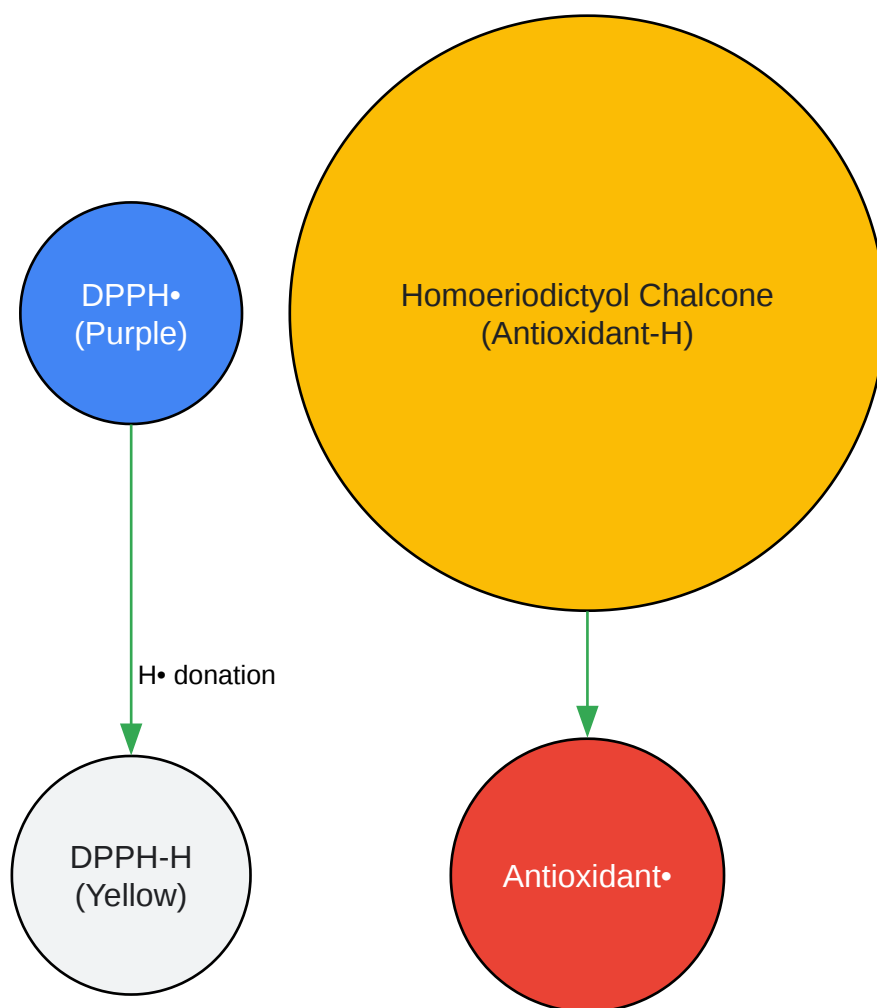 DPPH•
(Purple)
Homoeriodictyol Chalcone
(Antioxidant-H)
H• donation
DPPH-H
(Yellow)
Antioxidant•